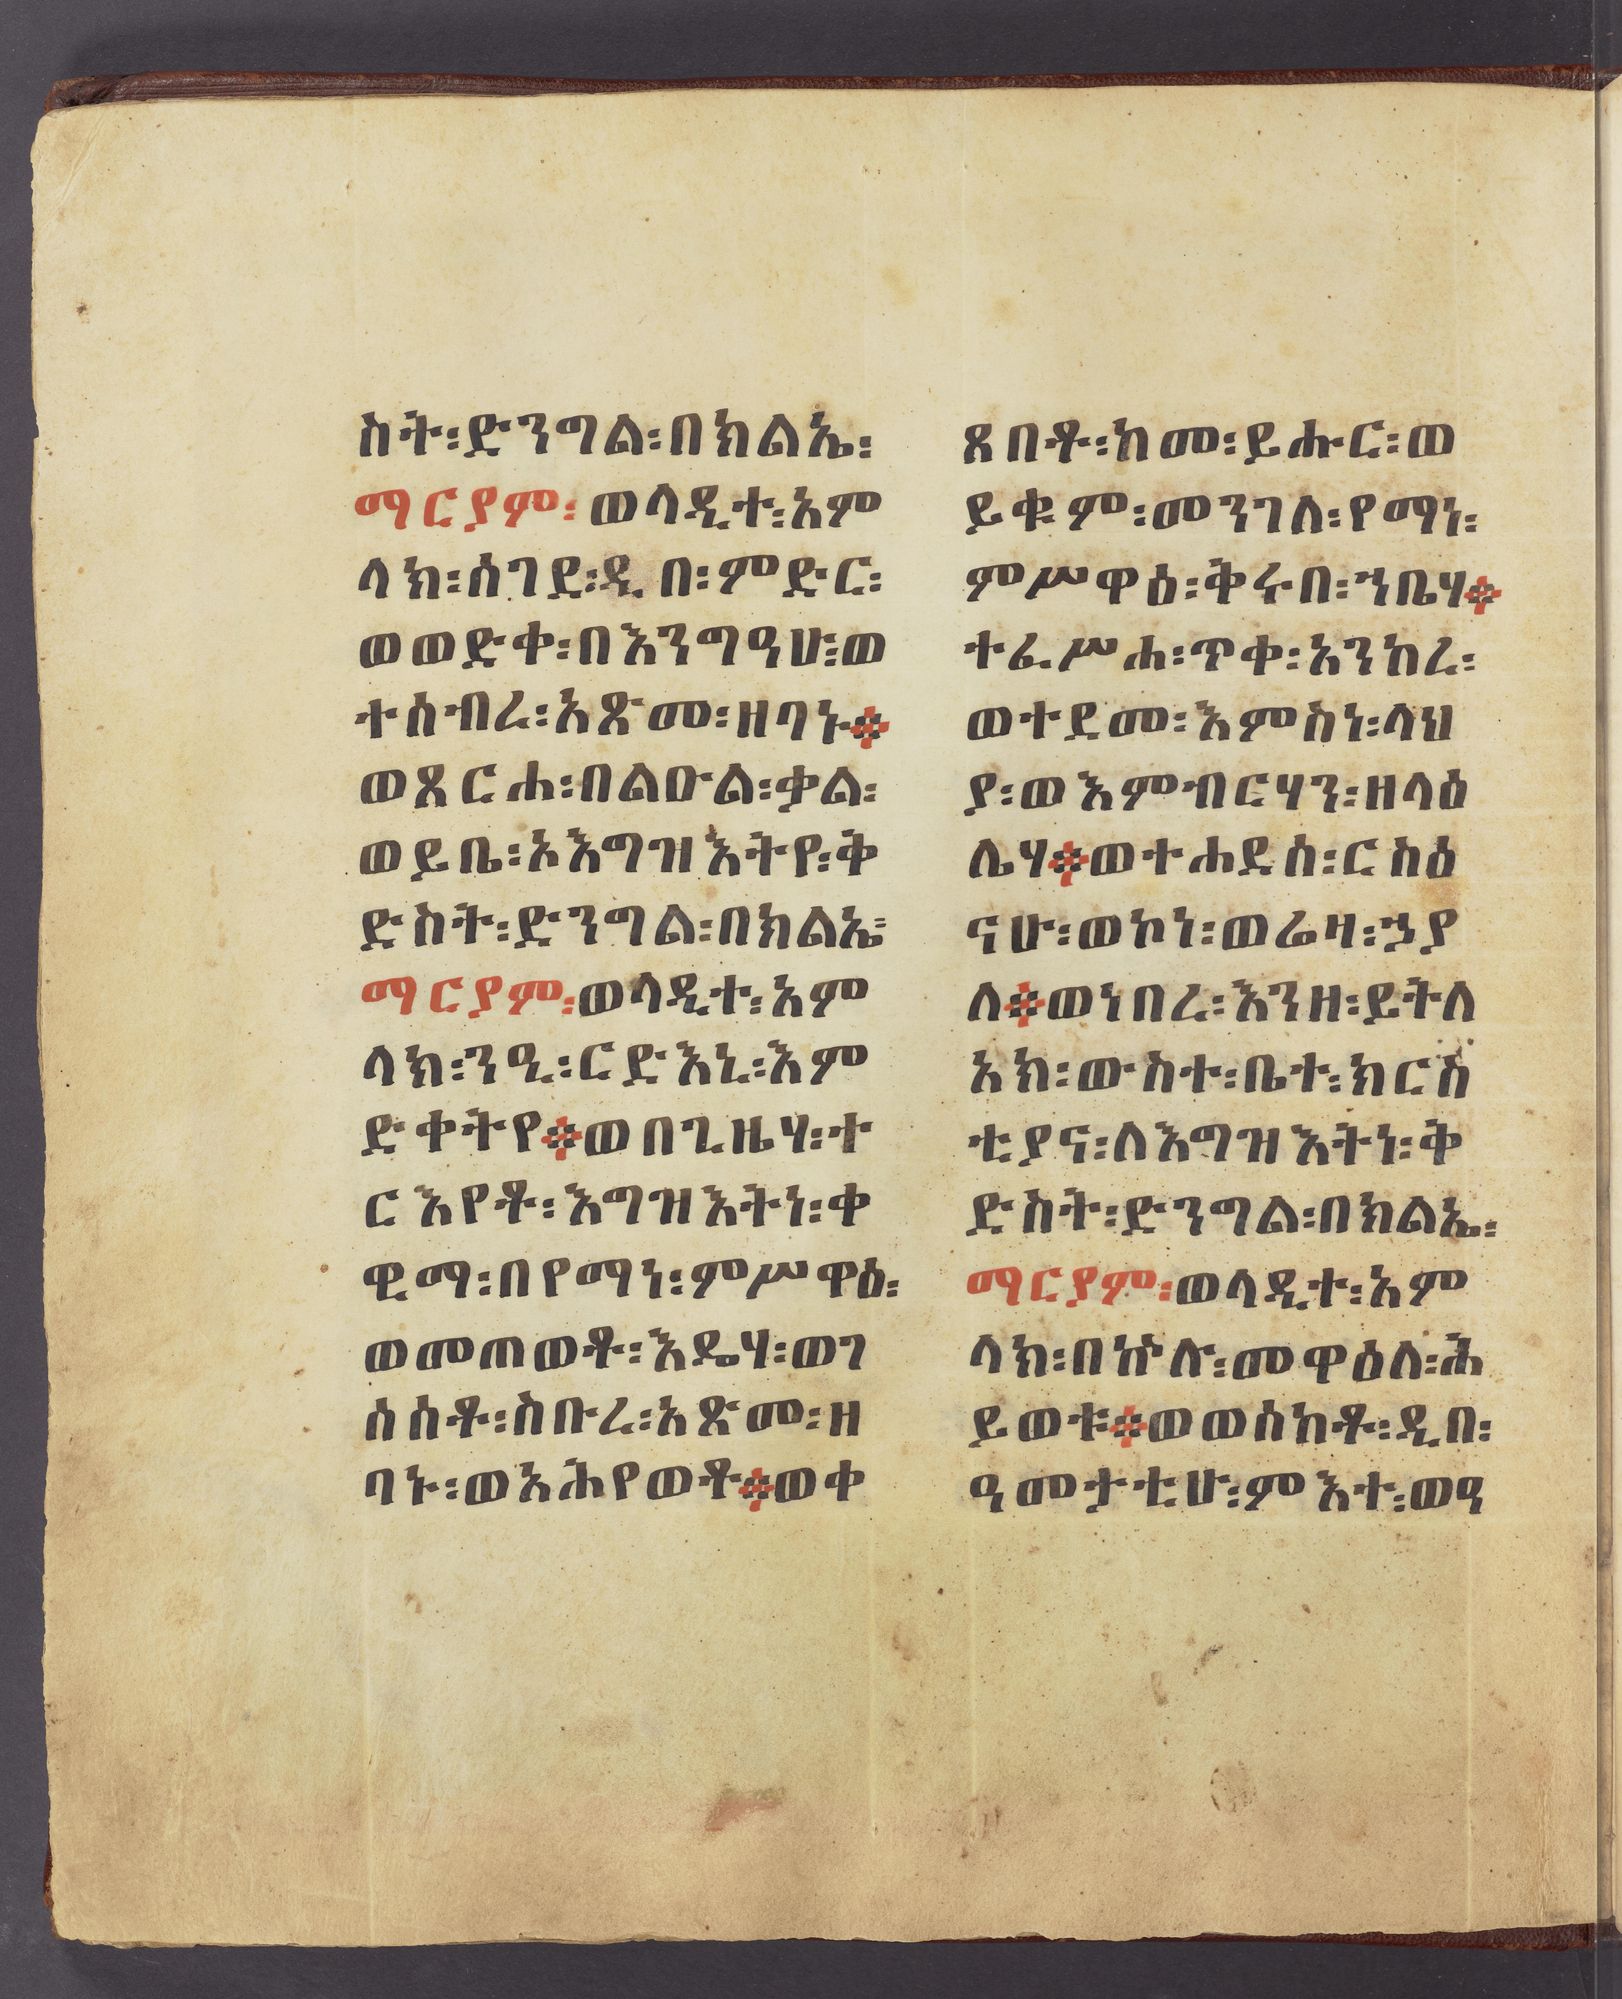 ስት፡ድንግል፡በክልኤ፡
ማርያም፡ወላዲተ፡አም
ላክ፡ሰገደ፡ዲበ፡ምድር፡
ወወድቀ፡በእንግዓሁ፡ወ
ተሰብረ፡አጽመ፡ዘባኑ።
ወጸርሐ፡በልዑል፡ቃል፡
ወይቤ፡ኦእግዝእትየ፡ቅ
ድስት፡ድንግል፡በክልኤ፡
ማርያም፡ወላዲተ፡አም
ላክ፡ንዒ፡ርድእኒ፡እም
ድቀትየ።ወበጊዜሃ፡ተ
ርእየቶ፡እግዝእትነ፡ቀ
ዊማ፡በየማነ፡ምሥዋዕ፡
ወመጠወቶ፡እዴሃ፡ወገ
ሰሰቶ፡ስቡረ፡አጽመ፡ዘ
ባኑ፡ወአሕየወቶ።ወቀ
ጸበቶ፡ከመ፡ይሑር፡ወ
ይቁም፡መንገለ፡የማነ፡
ምሥዋዕ፡ቅሩበ፡ኀቤሃ።
ተፈሥሐ፡ጥቀ፡አንከረ፡
ወተደመ፡እምስነ፡ላህ
ያ፡ወእምብርሃን፡ዘላዕ
ሌሃ።ወተሐደሰ፡ርስዕ
ናሁ፡ወኮነ፡ወሬዛ፡ኃያ
ለ።ወነበረ፡እንዘ፡ይትለ
አክ፡ውስተ፡ቤተ፡ክርስ
ቲያና፡ለእግዝእትነ፡ቅ
ድስት፡ድንግል፡በክልኤ፡
ማርያም፡ወላዲተ፡አም
ላክ፡በኵሉ፡መዋዕለ፡ሕ
ይወቱ።ወወሰከቶ፡ዲበ፡
ዓመታቲሁ፡ምእተ፡ወዓ